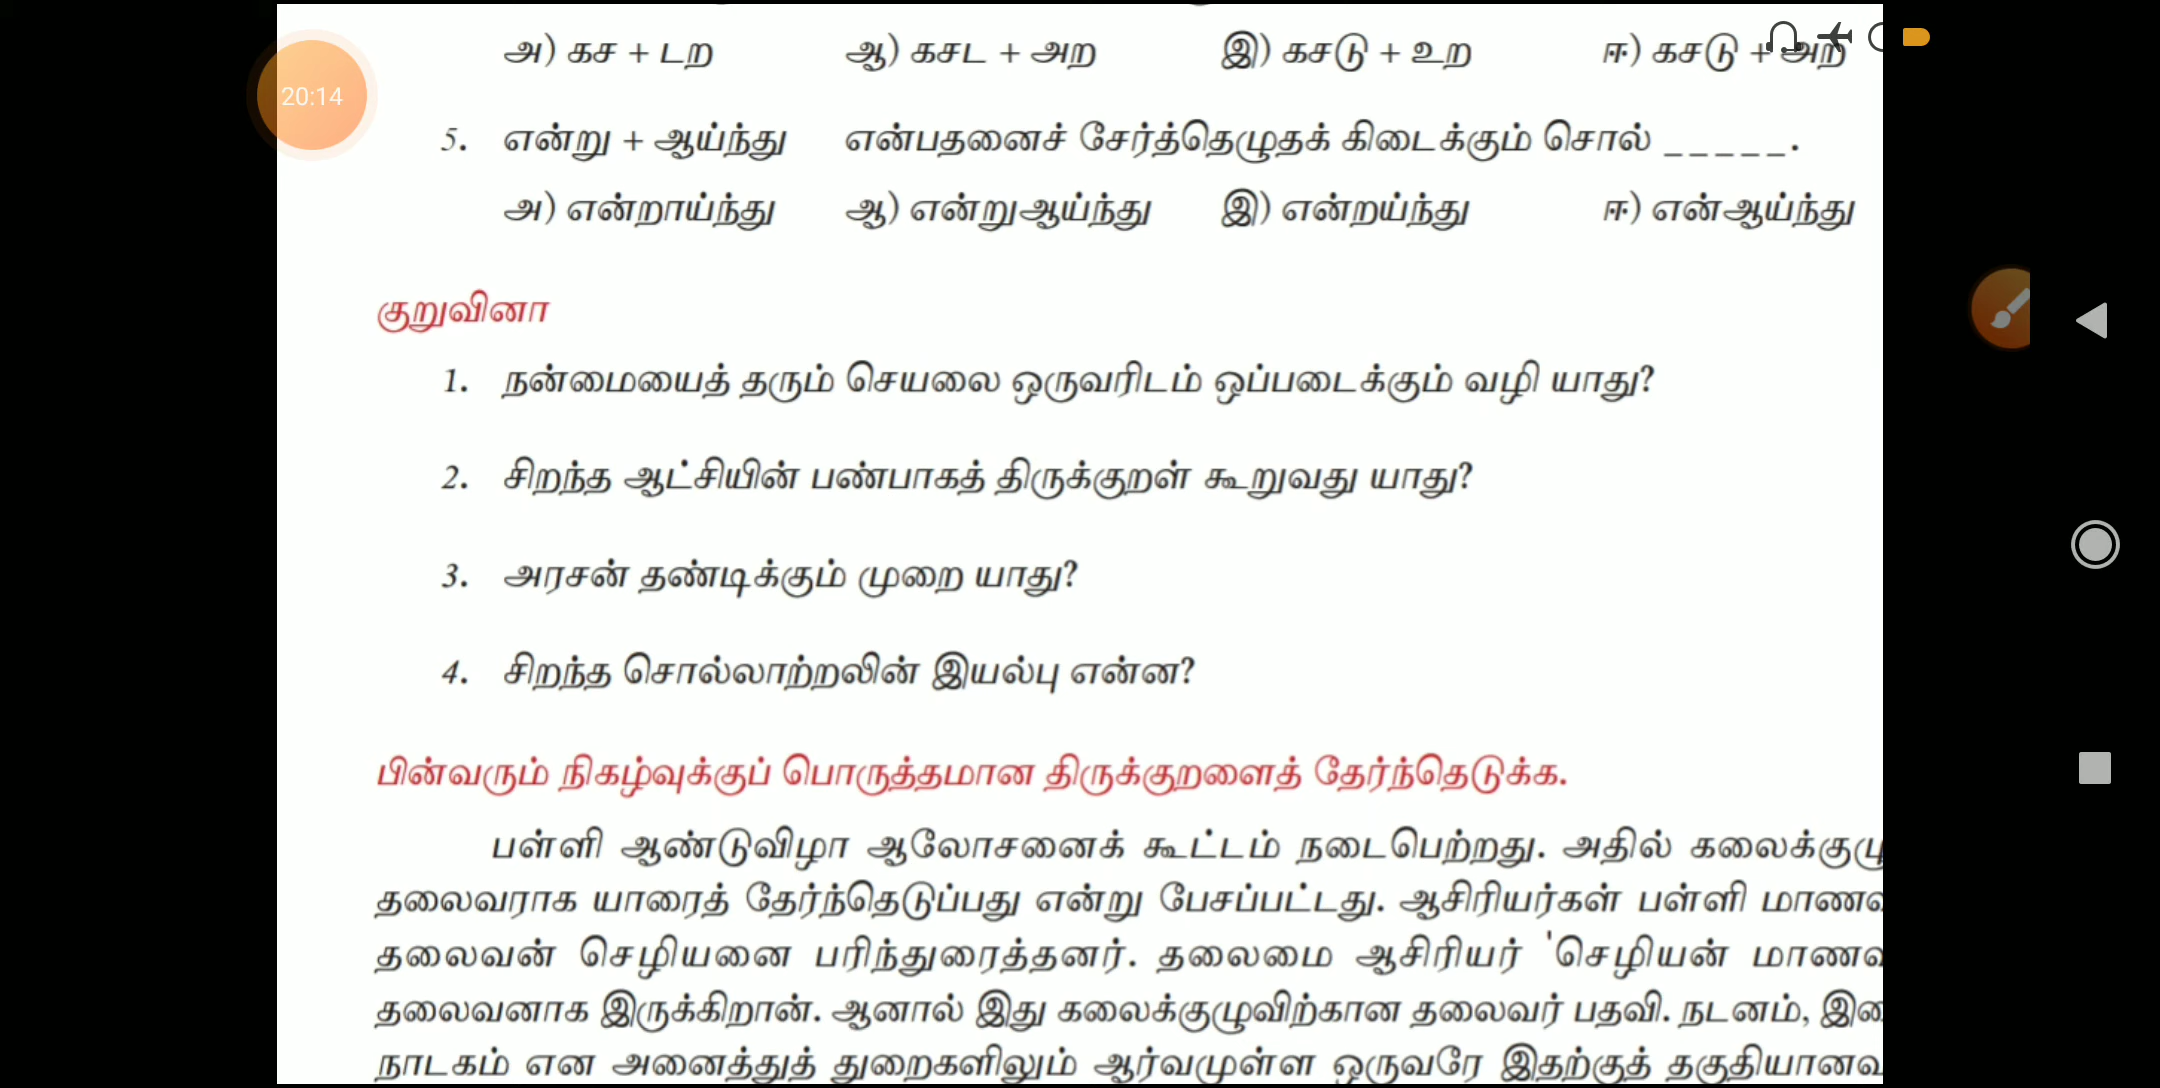 அ) கச + டற ஆ) கசட + அற இ) கசடு + உற ஈ) கசடு + அற
20:14
5. என்று + ஆய்ந்து என்பதனைச் சேர்த்தெழுதக் கிடைக்கும் சொல் _____.
அ) என்றாய்ந்து ஆ) என்றுஆய்ந்து இ) என்றய்ந்து ஈ) என்ஆய்ந்து
குறுவினா
1. நன்மையைத் தரும் செயலை ஒருவரிடம் ஒப்படைக்கும் வழி யாது?
2. சிறந்த ஆட்சியின் பண்பாகத் திருக்குறள் கூறுவது யாது?
3. அரசன் தண்டிக்கும் முறை யாது?
4. சிறந்த சொல்லாற்றலின் இயல்பு என்ன?
பின்வரும் நிகழ்வுக்குப் பொருத்தமான திருக்குறளைத் தேர்ந்தெடுக்க.
பள்ளி ஆண்டுவிழா ஆலோசனைக் கூட்டம் நடைபெற்றது. அதில்
தலைவராக யாரைத் தேர்ந்தெடுப்பது என்று பேசப்பட்டது. ஆசிரியர்கள் பள்ளி
தலைவன் செழியனை பரிந்துரைத்தனர். தலைமை ஆசிரியர் 'செழியன்
தலைவனாக இருக்கிறான். ஆனால் இது கலைக்குழுவிற்கான தலைவர் பதவி. நடனம்,
நாடகம் என அனைத்துத் துறைகளிலும் ஆர்வமுள்ள ஒருவரே இதற்குத்